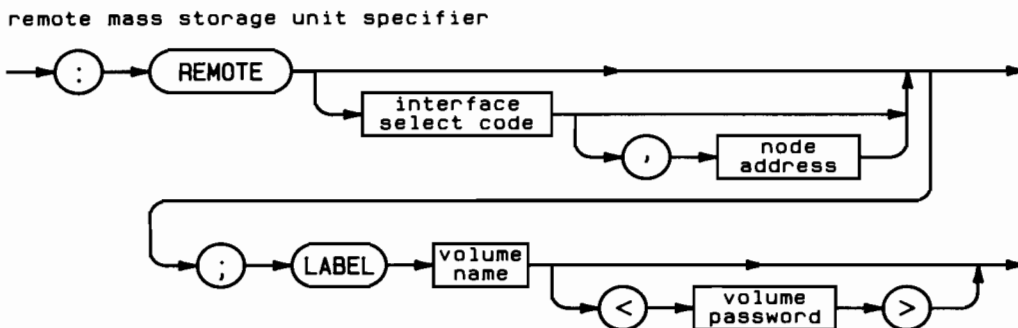 remote mass storage unit specifier
: REMOTE
interface
select code
, node
address
; LABEL volume
name
< volume
password >